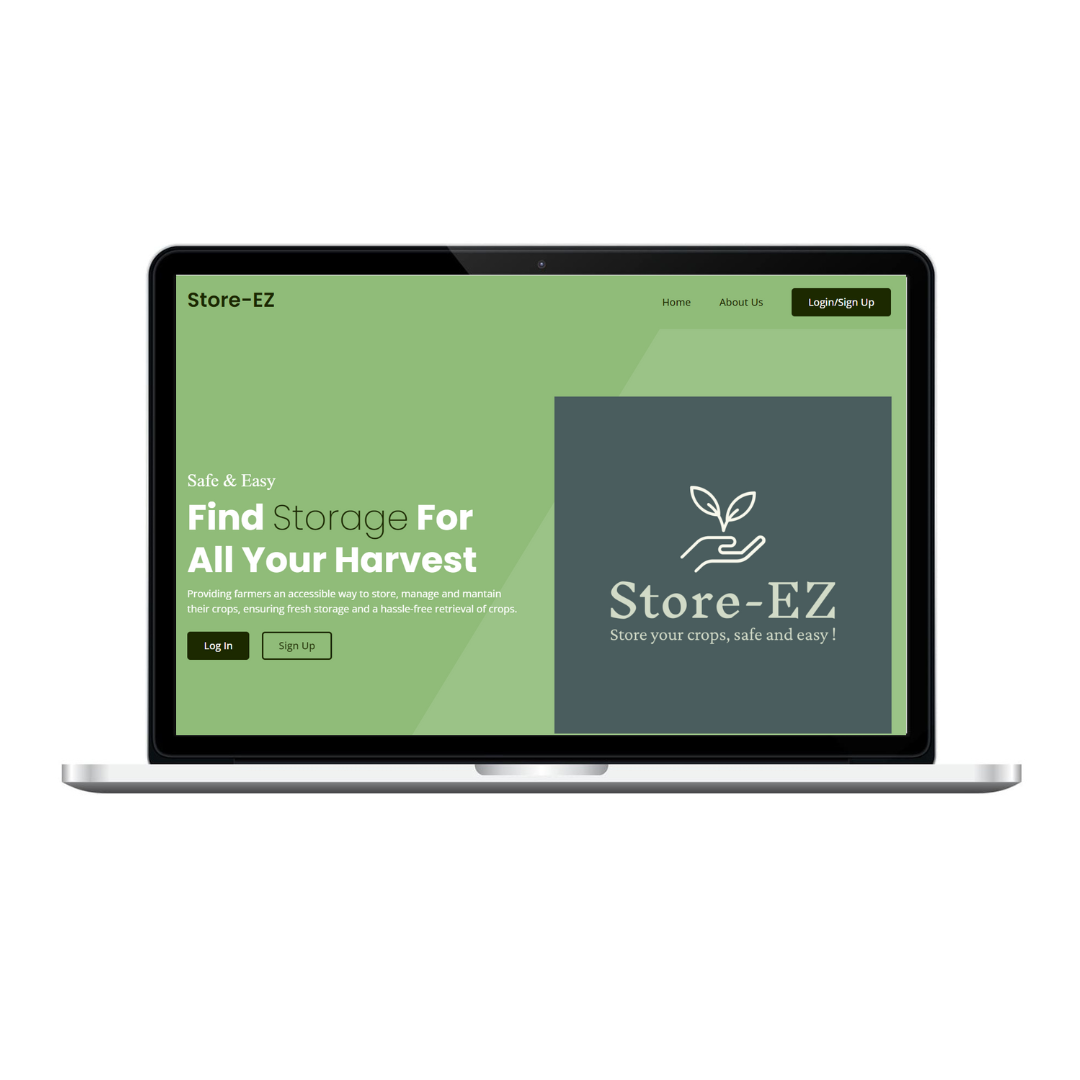 Store-EZ
Home
About Us
Login/Sign Up
Safe & Easy
Find Storage For
All Your Harvest
Providing farmers an accessible way to store, manage and mantain
their crops, ensuring fresh storage and a hassle-free retrieval of crops.
Log In
Sign Up
Store-EZ
Store your crops, safe and easy !